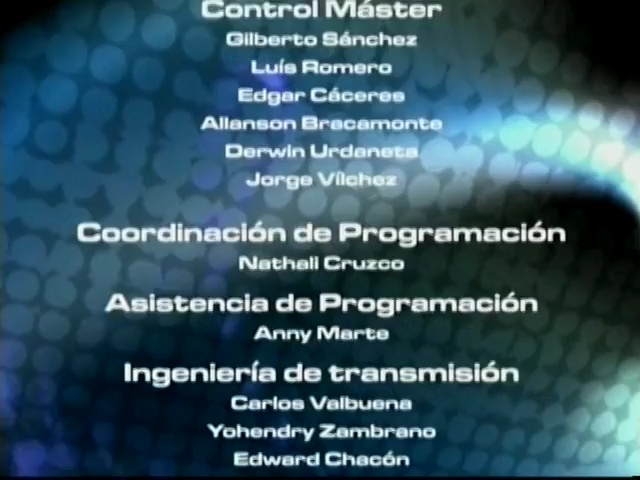 Control Máster
Gilberto Sánchez
Luís Romero
Edgar Cáceres
Allanson Bracamonte
Derwin Urdaneta
Jorge Vílchez
Coordinación de Programación
Nathali Cruzco
Asistencia de Programación
Anny Marte
Ingeniería de transmisión
Carlos Valbuena
Yohendry Zambrano
Edward Chacón